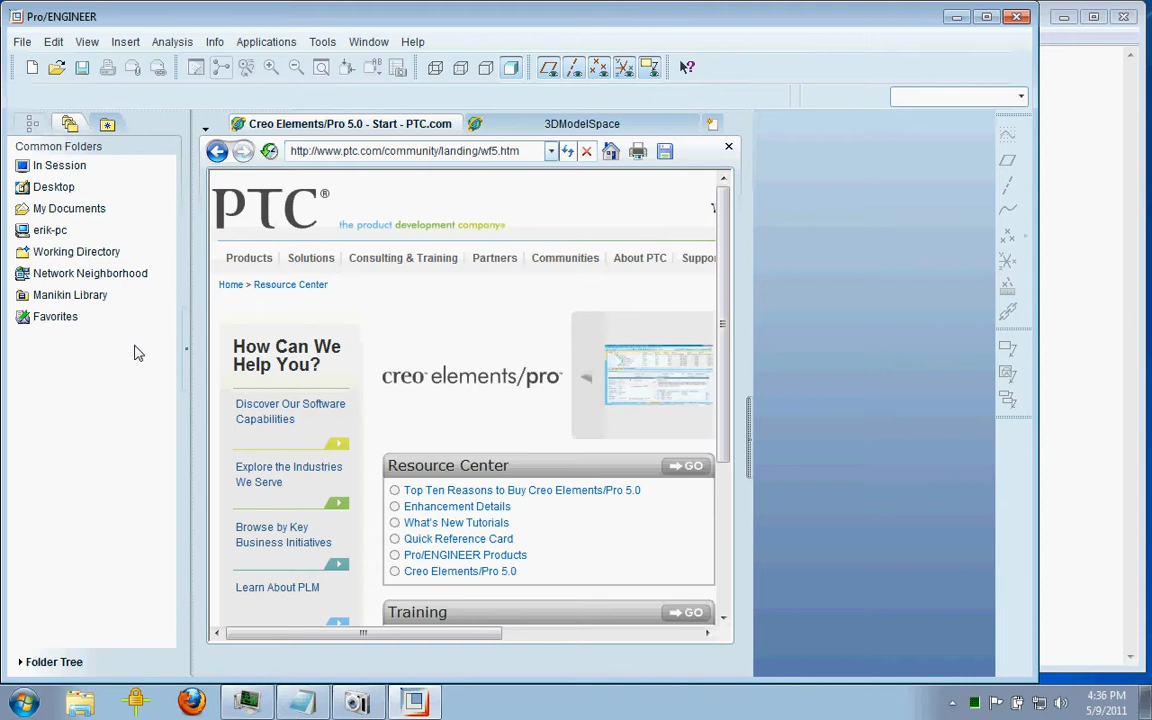 Pro/ENGINEER
File Edit View Insert Analysis Info Applications Tools Window Help
Creo Elements/Pro 5.0 - Start - PTC.com
3DModelSpace
Common Folders
In Session
Desktop
My Documents
erik-pc
Working Directory
Network Neighborhood
Manikin Library
Favorites
Folder Tree
http://www.ptc.com/community/landing/wf5.htm
PTC®
the product development company®
Products Solutions Consulting & Training Partners Communities About PTC Suppor
Home > Resource Center
How Can We
Help You?
Discover Our Software
Capabilities
Explore the Industries
We Serve
Browse by Key
Business Initiatives
Learn About PLM
creo™ elements/pro™
Resource Center
GO
Top Ten Reasons to Buy Creo Elements/Pro 5.0
Enhancement Details
What's New Tutorials
Quick Reference Card
Pro/ENGINEER Products
Creo Elements/Pro 5.0
Training
GO
4:36 PM
5/9/2011